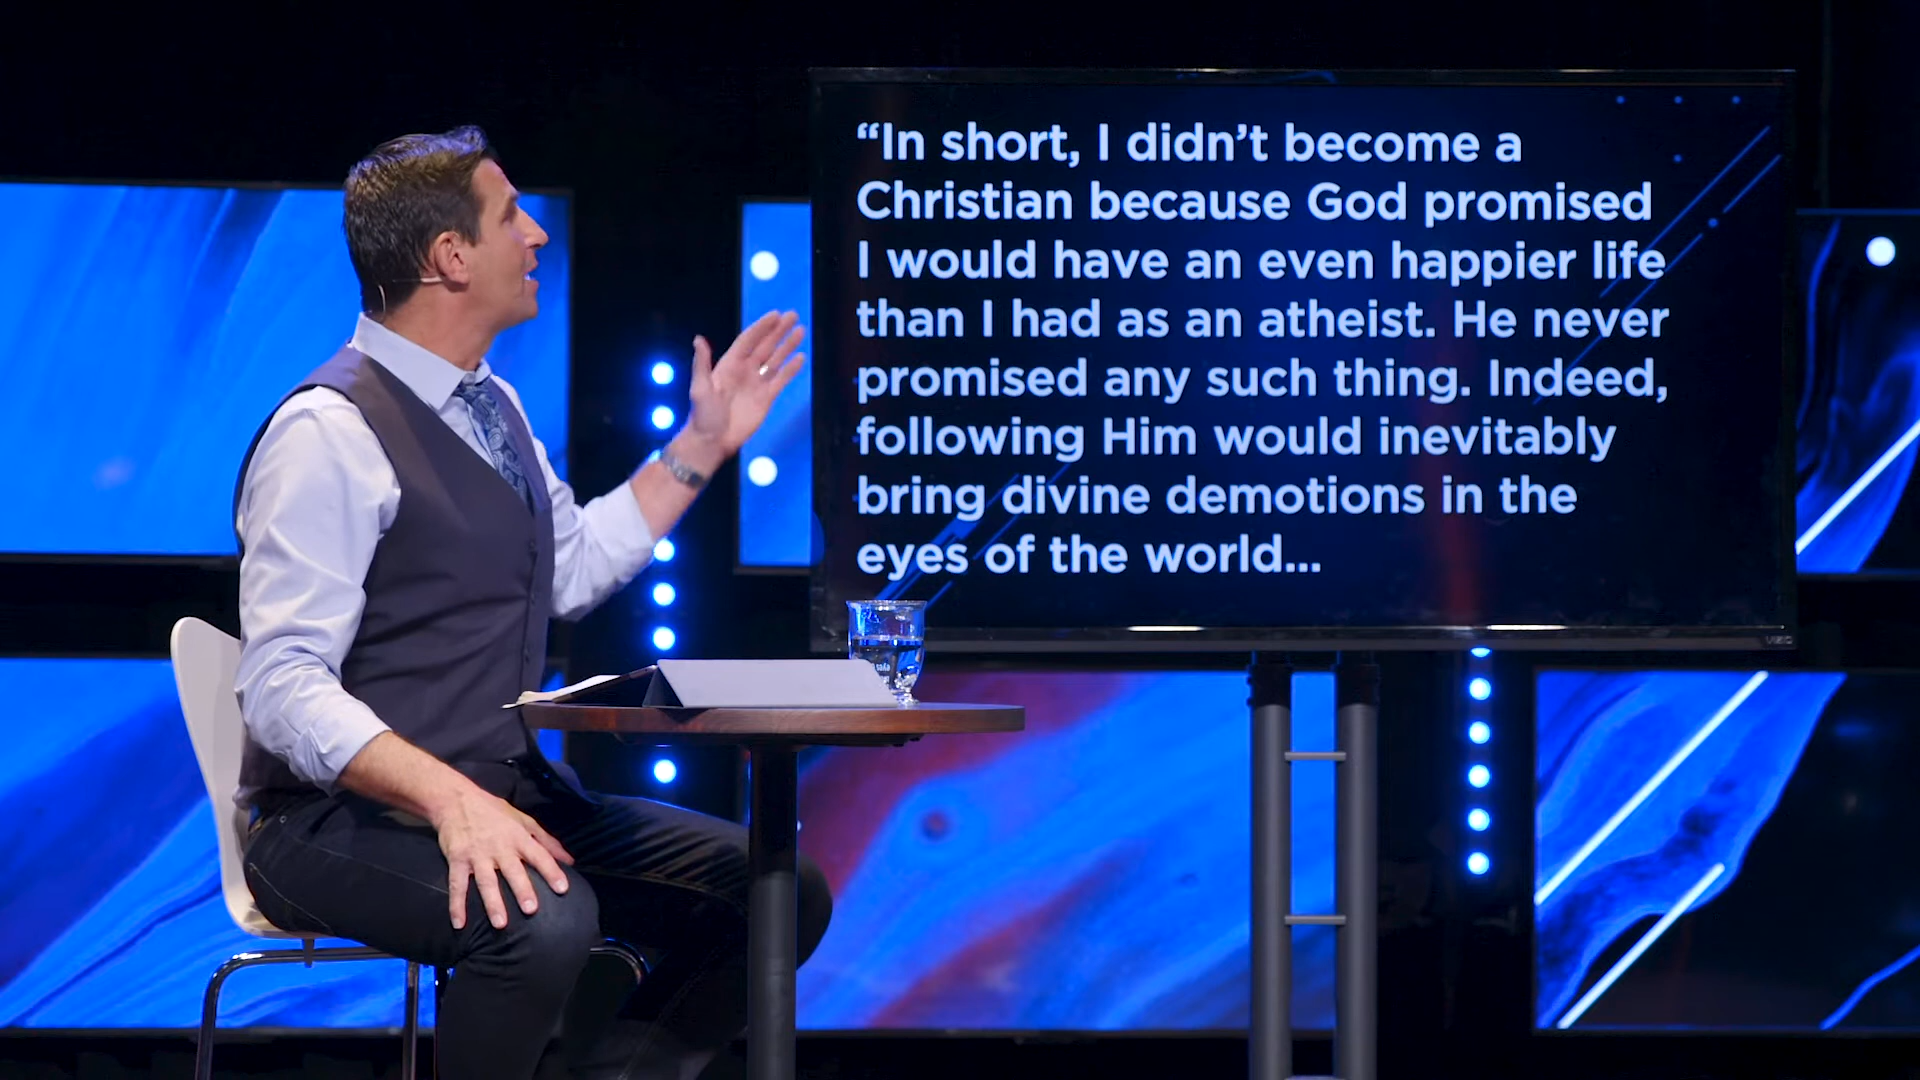 “In short, I didn’t become a
Christian because God promised
I would have an even happier life
than I had as an atheist. He never
promised any such thing. Indeed,
following Him would inevitably
bring divine demotions in the
eyes of the world...
VIZIO